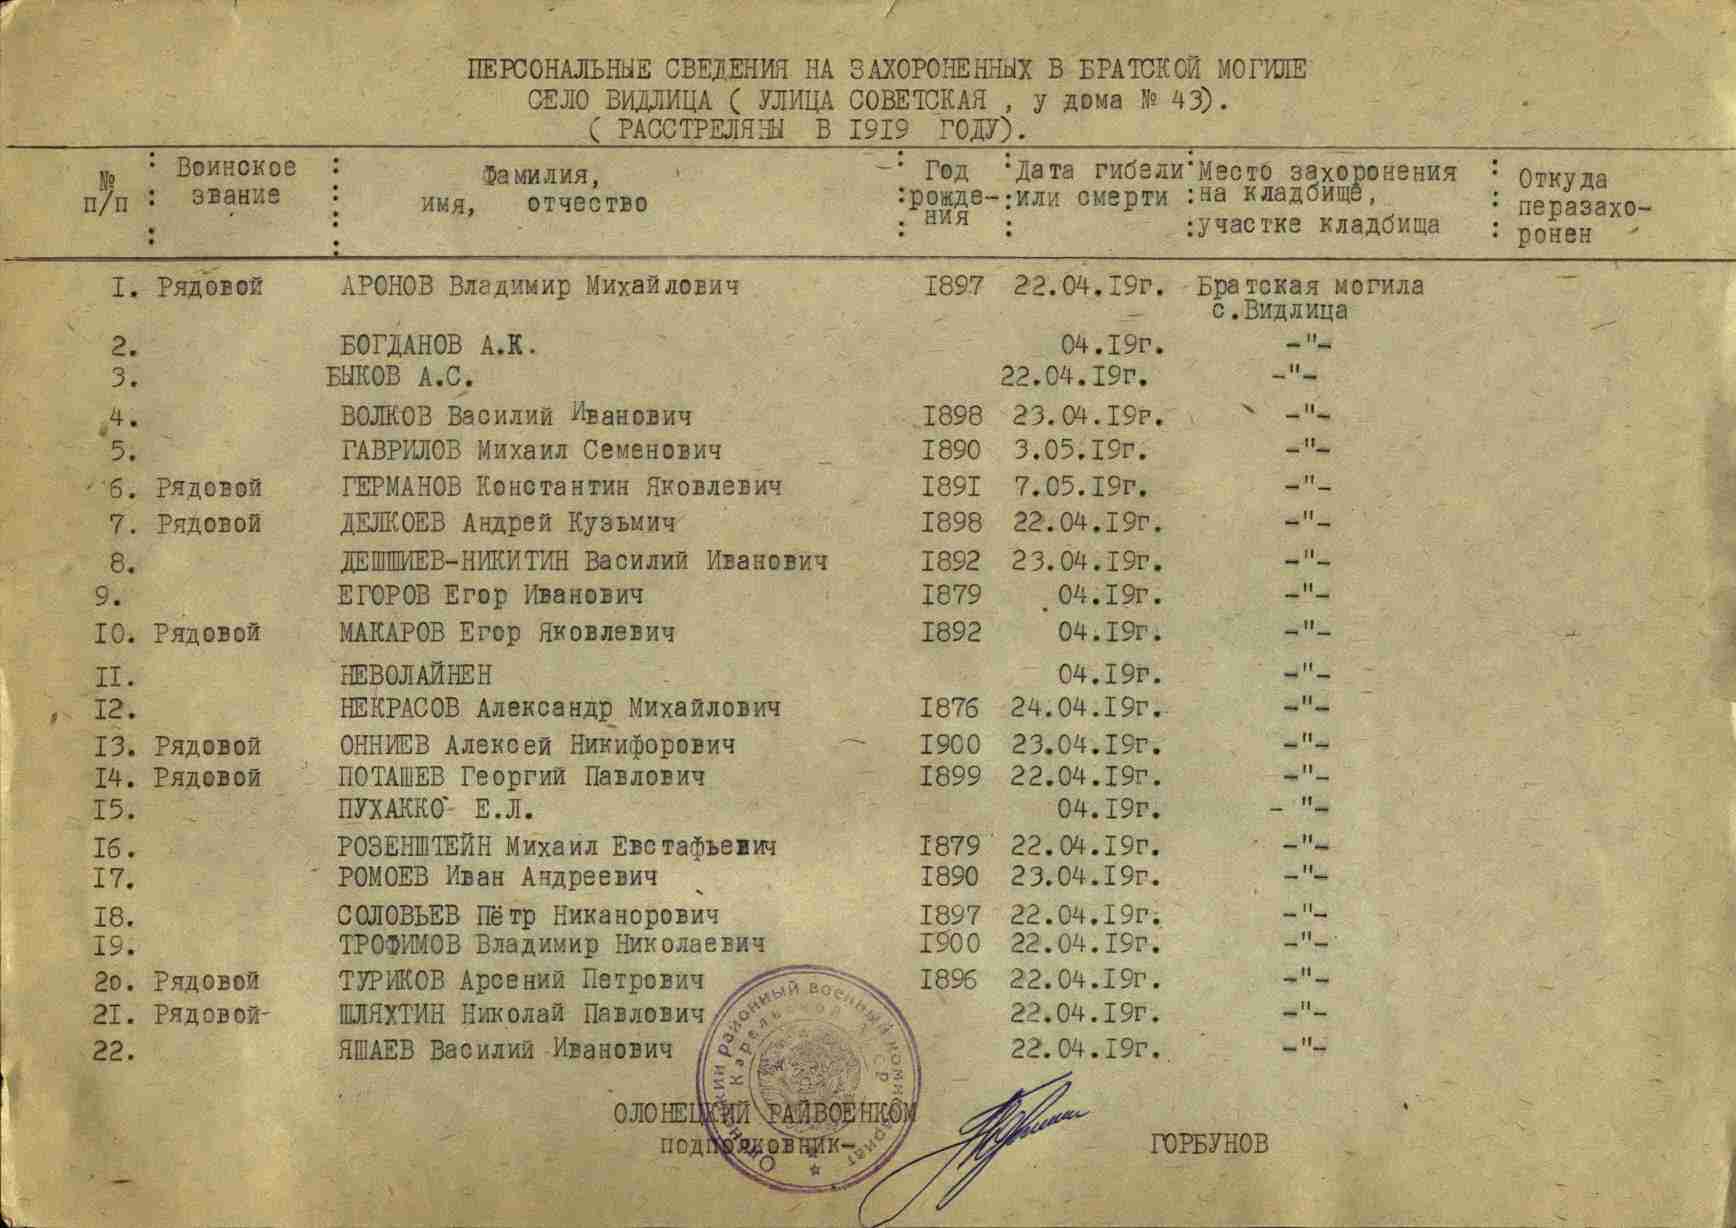 ПЕРСОНАЛЬНЫЕ СВЕДЕНИЯ НА ЗАХОРОНЕННЫХ В БРАТСКОЙ МОГИЛЕ
СЕЛО ВИДЛИЦА ( УЛИЦА СОВЕТСКАЯ , у дома № 43).
( РАССТРЕЛЯНЫ В 1919 ГОДУ).
№ п/п : Воинское звание : Фамилия, имя, отчество : Год рожде-ния : Дата гибели или смерти : Место захоронения на кладбище, участке кладбища : Откуда перазахо-ронен
1. Рядовой АРОНОВ Владимир Михайлович 1897 22.04.19г. Братская могила
с.Видлица
2. БОГДАНОВ А.К. 04.19г. -"-
3. БЫКОВ А.С. 22.04.19г. -"-
4. ВОЛКОВ Василий Иванович 1898 23.04.19г. -"-
5. ГАВРИЛОВ Михаил Семенович 1890 3.05.19г. -"-
6. Рядовой ГЕРМАНОВ Константин Яковлевич 1891 7.05.19г. -"-
7. Рядовой ДЕЛКОЕВ Андрей Кузьмич 1898 22.04.19г. -"-
8. ДЕШШИЕВ-НИКИТИН Василий Иванович 1892 23.04.19г. -"-
9. ЕГОРОВ Егор Иванович 1879 04.19г. -"-
10. Рядовой МАКАРОВ Егор Яковлевич 1892 04.19г. -"-
11. НЕВОЛАЙНЕН 04.19г. -"-
12. НЕКРАСОВ Александр Михайлович 1876 24.04.19г. -"-
13. Рядовой ОННИЕВ Алексей Никифорович 1900 23.04.19г. -"-
14. Рядовой ПОТАШЕВ Георгий Павлович 1899 22.04.19г. -"-
15. ПУХАККО Е.Л. 04.19г. - "-
16. РОЗЕНШТЕЙН Михаил Евстафьевич 1879 22.04.19г. -"-
17. РОМОЕВ Иван Андреевич 1890 23.04.19г. -"-
18. СОЛОВЬЕВ Пётр Никанорович 1897 22.04.19г. -"-
19. ТРОФИМОВ Владимир Николаевич 1900 22.04.19г. -"-
20. Рядовой ТУРИКОВ Арсений Петрович 1896 22.04.19г. -"-
21. Рядовой ШЛЯХТИН Николай Павлович 22.04.19г. -"-
22. ЯШАЕВ Василий Иванович 22.04.19г. -"-
Олонецкий районный военный комиссариат
Карельской АССР
ОЛОНЕЦКИЙ РАЙВОЕНКОМ
подполковник- ГОРБУНОВ